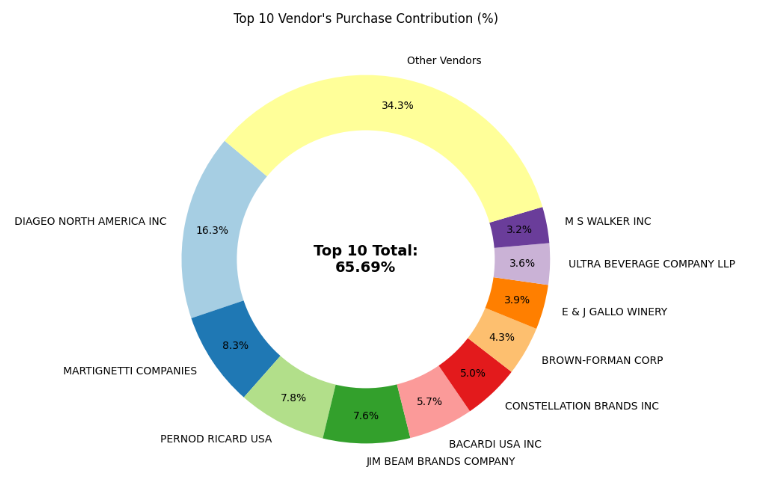 Top 10 Vendor's Purchase Contribution (%)
Other Vendors
34.3%
DIAGEO NORTH AMERICA INC
16.3%
MARTIGNETTI COMPANIES
8.3%
PERNOD RICARD USA
7.8%
JIM BEAM BRANDS COMPANY
7.6%
BACARDI USA INC
5.7%
CONSTELLATION BRANDS INC
5.0%
BROWN-FORMAN CORP
4.3%
E & J GALLO WINERY
3.9%
ULTRA BEVERAGE COMPANY LLP
3.6%
M S WALKER INC
3.2%
Top 10 Total:
65.69%